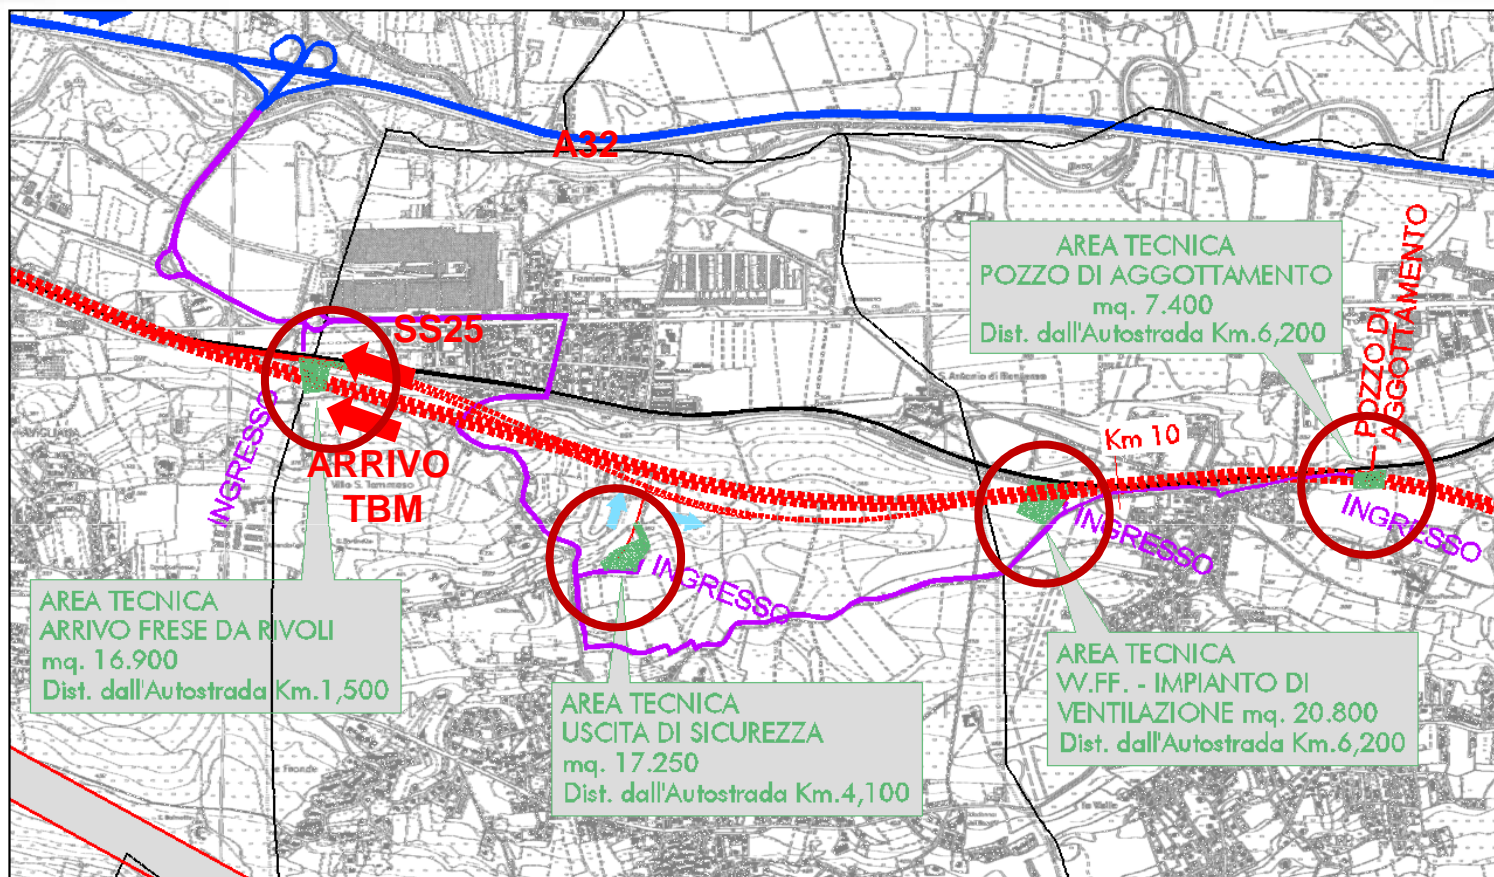 A32
AREA TECNICA
POZZO DI AGGOTTAMENTO
mq. 7.400
Dist. dall'Autostrada Km.6,200
POZZO DI
AGGOTTAMENTO
SS25
Km 10
INGRESSO
ARRIVO
TBM
INGRESSO
INGRESSO
INGRESSO
AREA TECNICA
ARRIVO FRESE DA RIVOLI
mq. 16.900
Dist. dall'Autostrada Km.1,500
AREA TECNICA
USCITA DI SICUREZZA
mq. 17.250
Dist. dall'Autostrada Km.4,100
AREA TECNICA
W.FF. - IMPIANTO DI
VENTILAZIONE mq. 20.800
Dist. dall'Autostrada Km.6,200